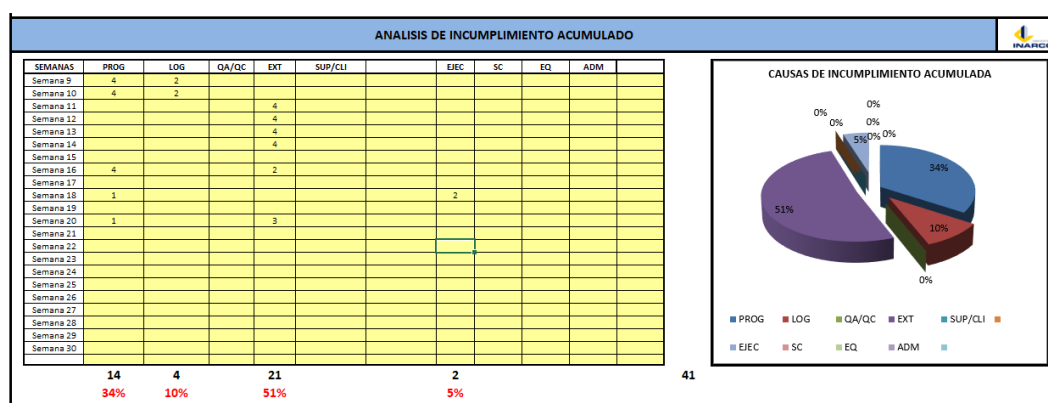 ANALISIS DE INCUMPLIMIENTO ACUMULADO
INARCO
SEMANAS PROG LOG QA/QC EXT SUP/CLI EJEC SC EQ ADM
Semana 9 4 2
Semana 10 4 2
Semana 11 4
Semana 12 4
Semana 13 4
Semana 14 4
Semana 15
Semana 16 4 2
Semana 17
Semana 18 1 2
Semana 19
Semana 20 1 3
Semana 21
Semana 22
Semana 23
Semana 24
Semana 25
Semana 26
Semana 27
Semana 28
Semana 29
Semana 30
14 4 21 2 41
34% 10% 51% 5%
CAUSAS DE INCUMPLIMIENTO ACUMULADA
0%
0%
0%
0%
5%
0%
0%
34%
51%
10%
0%
PROG LOG QA/QC EXT SUP/CLI
EJEC SC EQ ADM